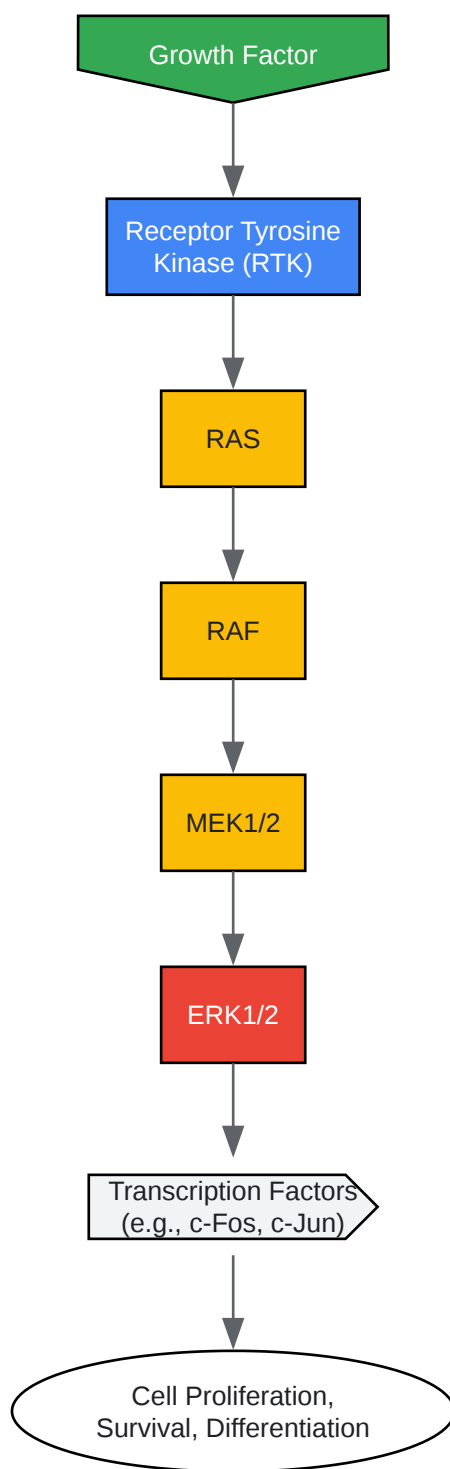 Growth Factor
Receptor Tyrosine
Kinase (RTK)
RAS
RAF
MEK1/2
ERK1/2
Transcription Factors
(e.g., c-Fos, c-Jun)
Cell Proliferation,
Survival, Differentiation